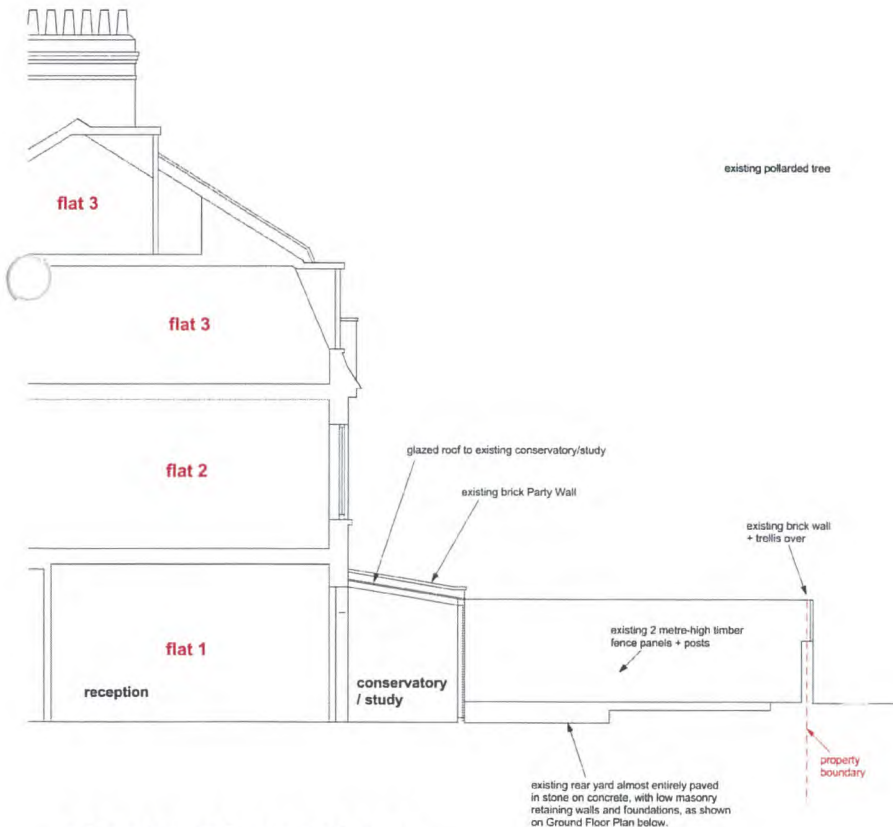 existing pollarded tree
flat 3
flat 3
glazed roof to existing conservatory/study
flat 2
existing brick Party Wall
existing brick wall
+ trellis over
existing 2 metre-high timber
fence panels + posts
flat 1
reception
conservatory
/ study
property
boundary
existing rear yard almost entirely paved
in stone on concrete, with low masonry
retaining walls and foundations, as shown
on Ground Floor Plan below.